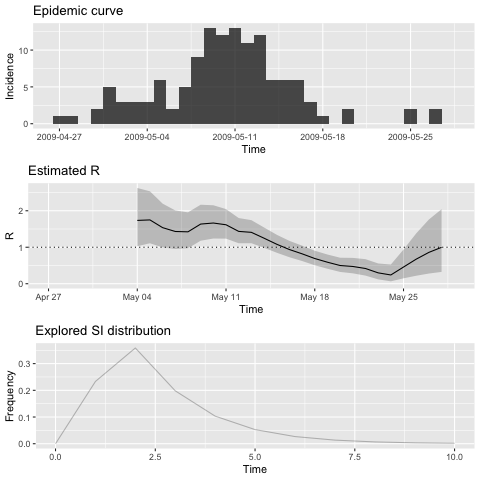 Epidemic curve
Incidence
10
5
0
2009-04-27 2009-05-04 2009-05-11 2009-05-18 2009-05-25
Time
Estimated R
R
2
1
0
Apr 27 May 04 May 11 May 18 May 25
Time
Explored SI distribution
Frequency
0.3
0.2
0.1
0.0
0.0 2.5 5.0 7.5 10.0
Time